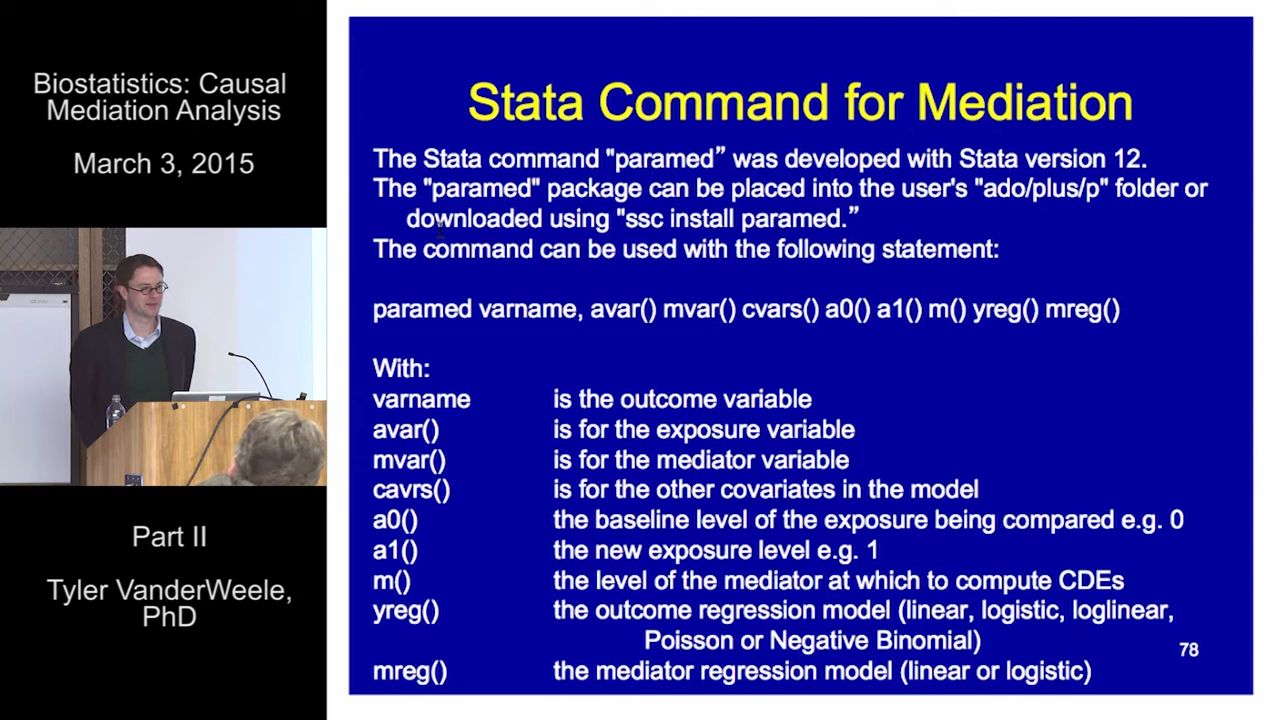 Biostatistics: Causal
Mediation Analysis
March 3, 2015
Part II
Tyler VanderWeele,
PhD
Stata Command for Mediation
The Stata command "paramed” was developed with Stata version 12.
The "paramed" package can be placed into the user's "ado/plus/p" folder or
downloaded using "ssc install paramed.”
The command can be used with the following statement:
paramed varname, avar() mvar() cvars() a0() a1() m() yreg() mreg()
With:
varname is the outcome variable
avar() is for the exposure variable
mvar() is for the mediator variable
cavrs() is for the other covariates in the model
a0() the baseline level of the exposure being compared e.g. 0
a1() the new exposure level e.g. 1
m() the level of the mediator at which to compute CDEs
yreg() the outcome regression model (linear, logistic, loglinear,
Poisson or Negative Binomial)
mreg() the mediator regression model (linear or logistic)
78